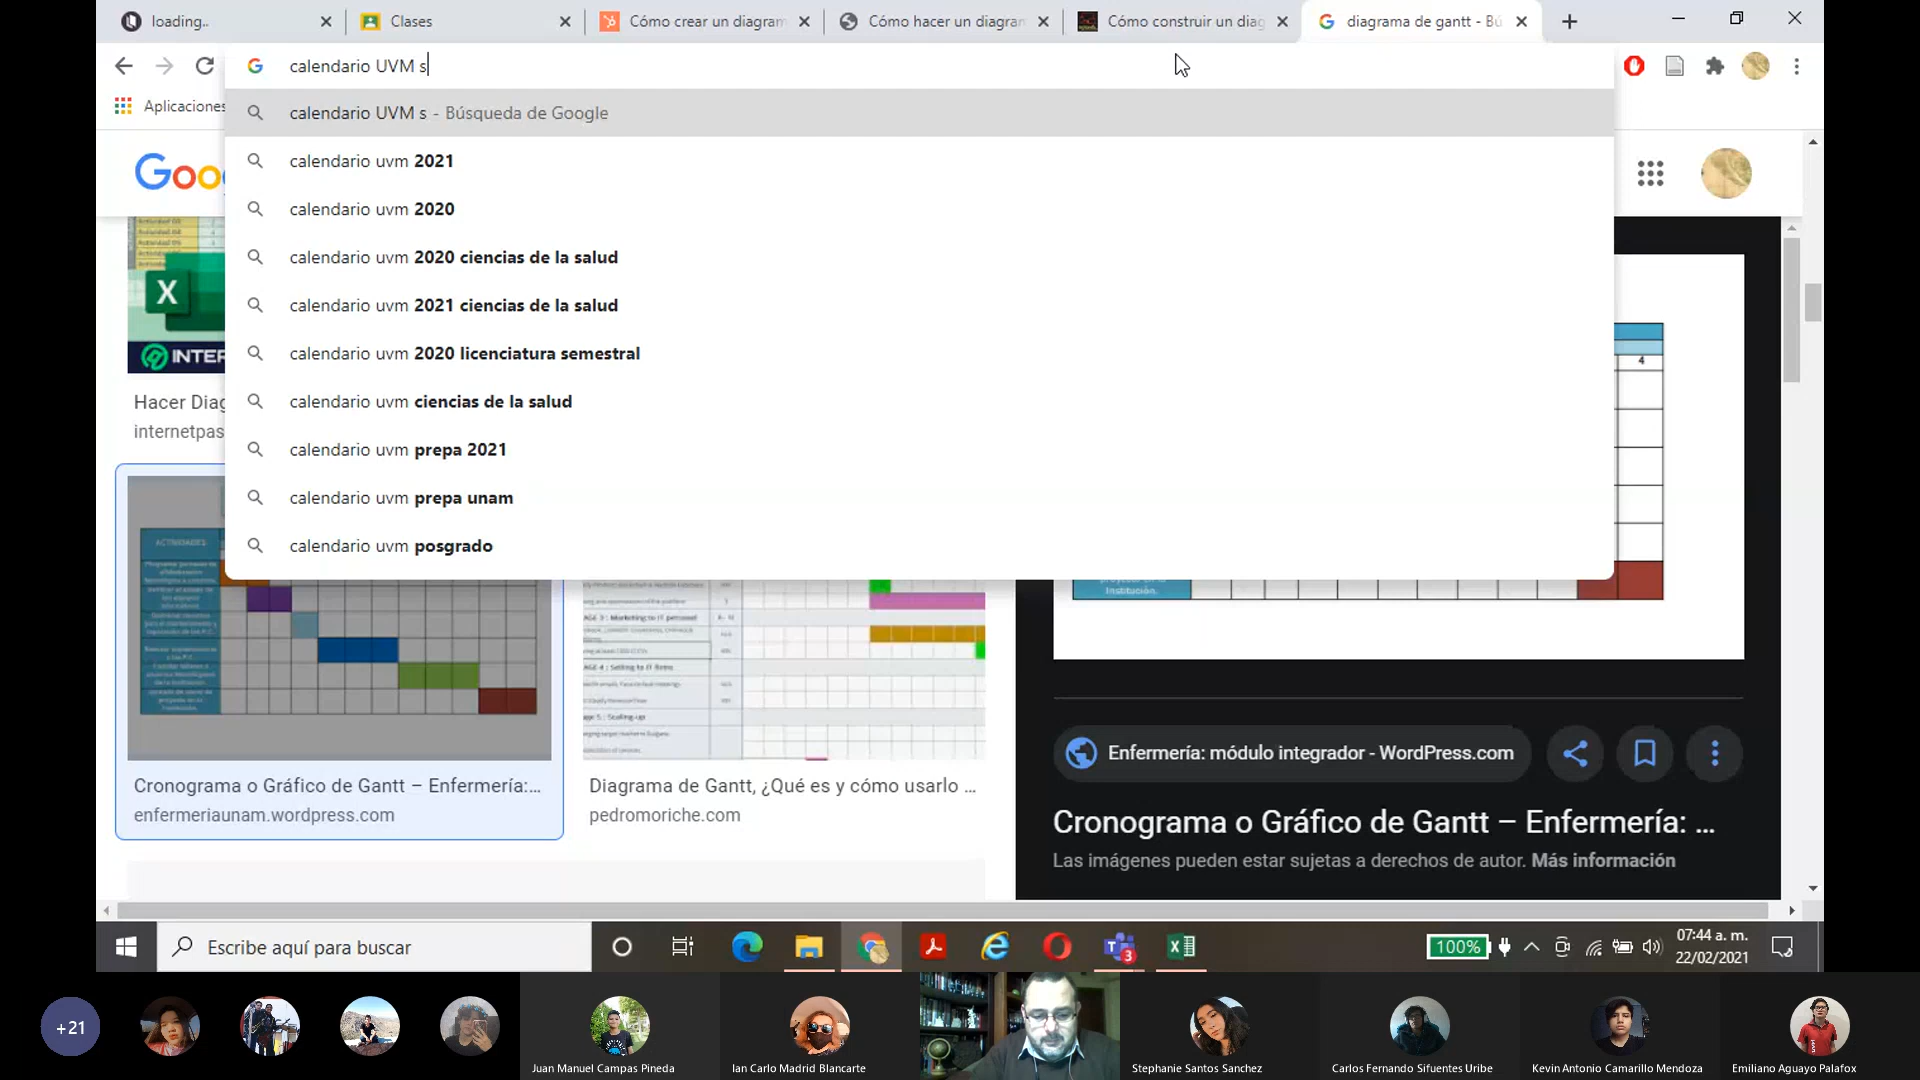 loading..
Clases
Cómo crear un diagram
Cómo hacer un diagran
Cómo construir un diag
diagrama de gantt - Bú
calendario UVM s
Aplicaciones
calendario UVM s - Búsqueda de Google
calendario uvm 2021
calendario uvm 2020
calendario uvm 2020 ciencias de la salud
calendario uvm 2021 ciencias de la salud
calendario uvm 2020 licenciatura semestral
calendario uvm ciencias de la salud
calendario uvm prepa 2021
calendario uvm prepa unam
calendario uvm posgrado
Goo
X
INTER
Hacer Diag
internetpas
4
ACTIVIDADES
Institución.
Cronograma o Gráfico de Gantt – Enfermería:...
enfermeriaunam.wordpress.com
Diagrama de Gantt, ¿Qué es y cómo usarlo ...
pedromoriche.com
Enfermería: módulo integrador - WordPress.com
Cronograma o Gráfico de Gantt – Enfermería: ...
Las imágenes pueden estar sujetas a derechos de autor. Más información
Escribe aquí para buscar
3
100%
07:44 a. m.
22/02/2021
+21
Juan Manuel Campas Pineda
Ian Carlo Madrid Blancarte
Stephanie Santos Sanchez
Carlos Fernando Sifuentes Uribe
Kevin Antonio Camarillo Mendoza
Emiliano Aguayo Palafox